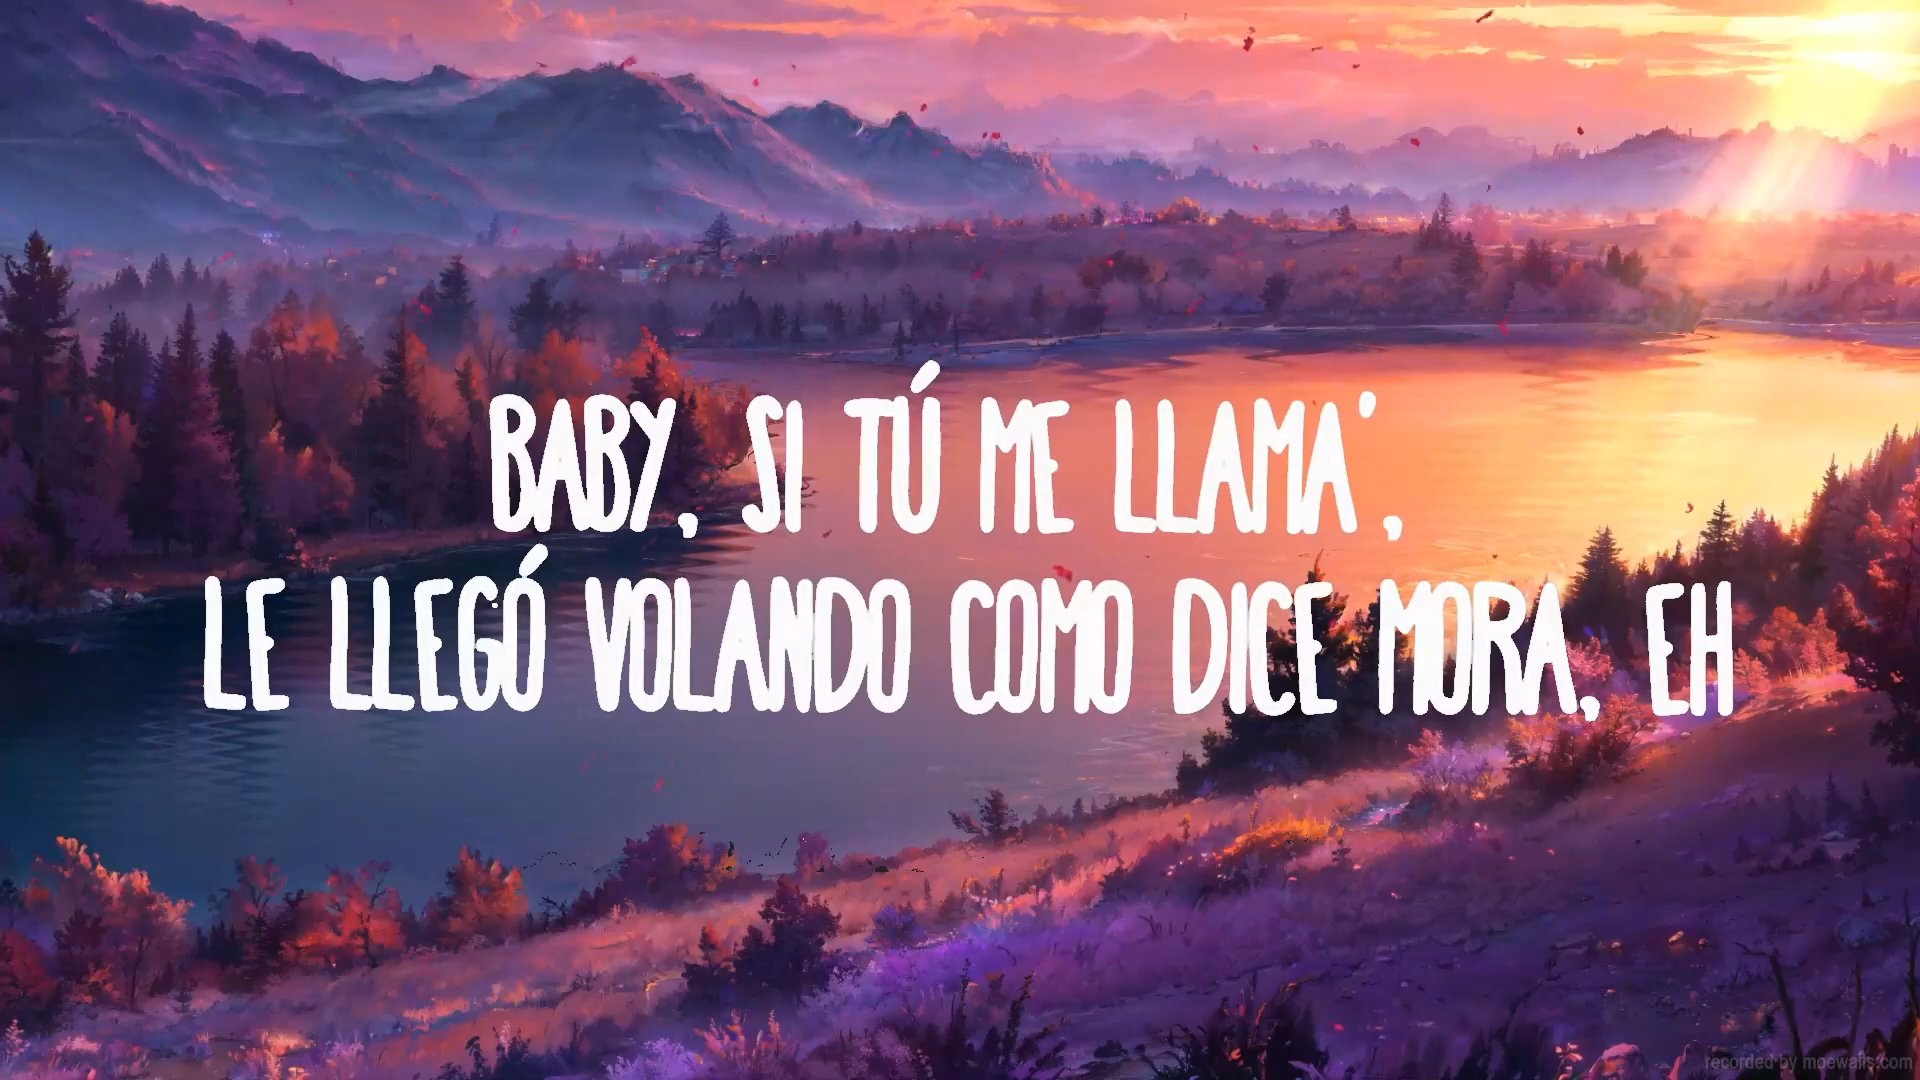 BABY, SI TÚ ME LLAMA',
LE LLEGÓ VOLANDO COMO DICE MORA, EH
recorded by moewalls.com